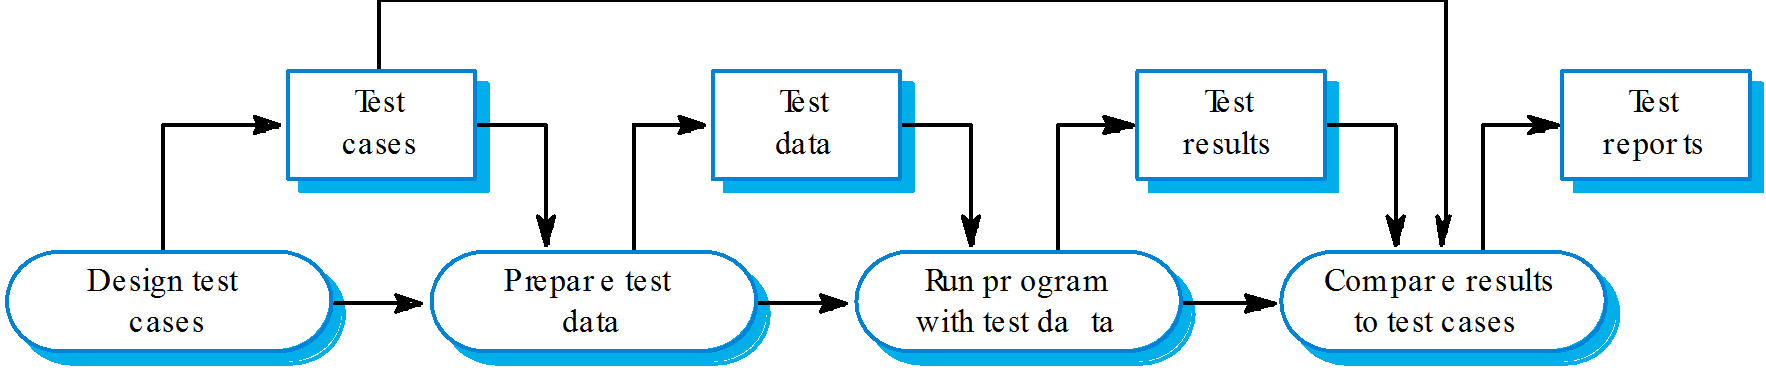 Test
cases
Test
data
Test
results
Test
reports
Design test
cases
Prepare test
data
Run program
with test data
Compare results
to test cases